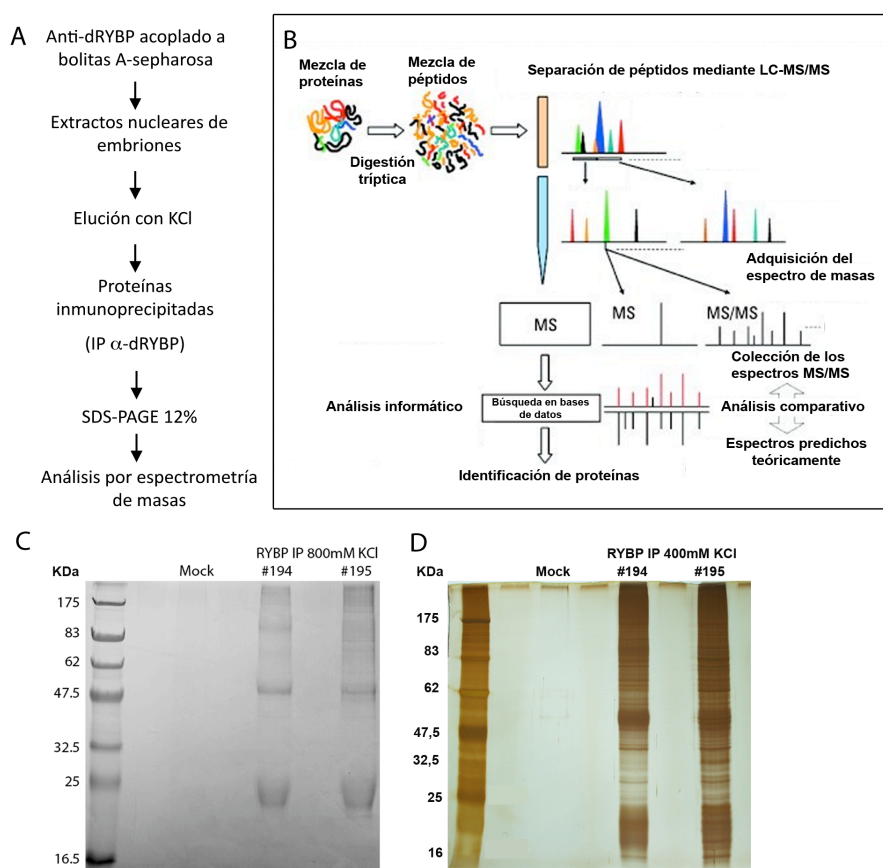 A
Anti-dRYBP acoplado a
bolitas A-sepharosa
Extractos nucleares de
embriones
Elución con KCl
Proteínas
inmunoprecipitadas
(IP α-dRYBP)
SDS-PAGE 12%
Análisis por espectrometría
de masas
B
Mezcla de
proteínas
Mezcla de
péptidos
Separación de péptidos mediante LC-MS/MS
Digestión
tríptica
Adquisición del
espectro de masas
MS
MS
MS/MS
Colección de los
espectros MS/MS
Análisis informático
Búsqueda en bases
de datos
Análisis comparativo
Espectros predichos
teóricamente
Identificación de proteínas
C
RYBP IP 800mM KCl
KDa
Mock
#194
#195
175
83
62
47.5
32.5
25
16.5
D
RYBP IP 400mM KCl
KDa
Mock
#194
#195
175
83
62
47,5
32,5
25
16